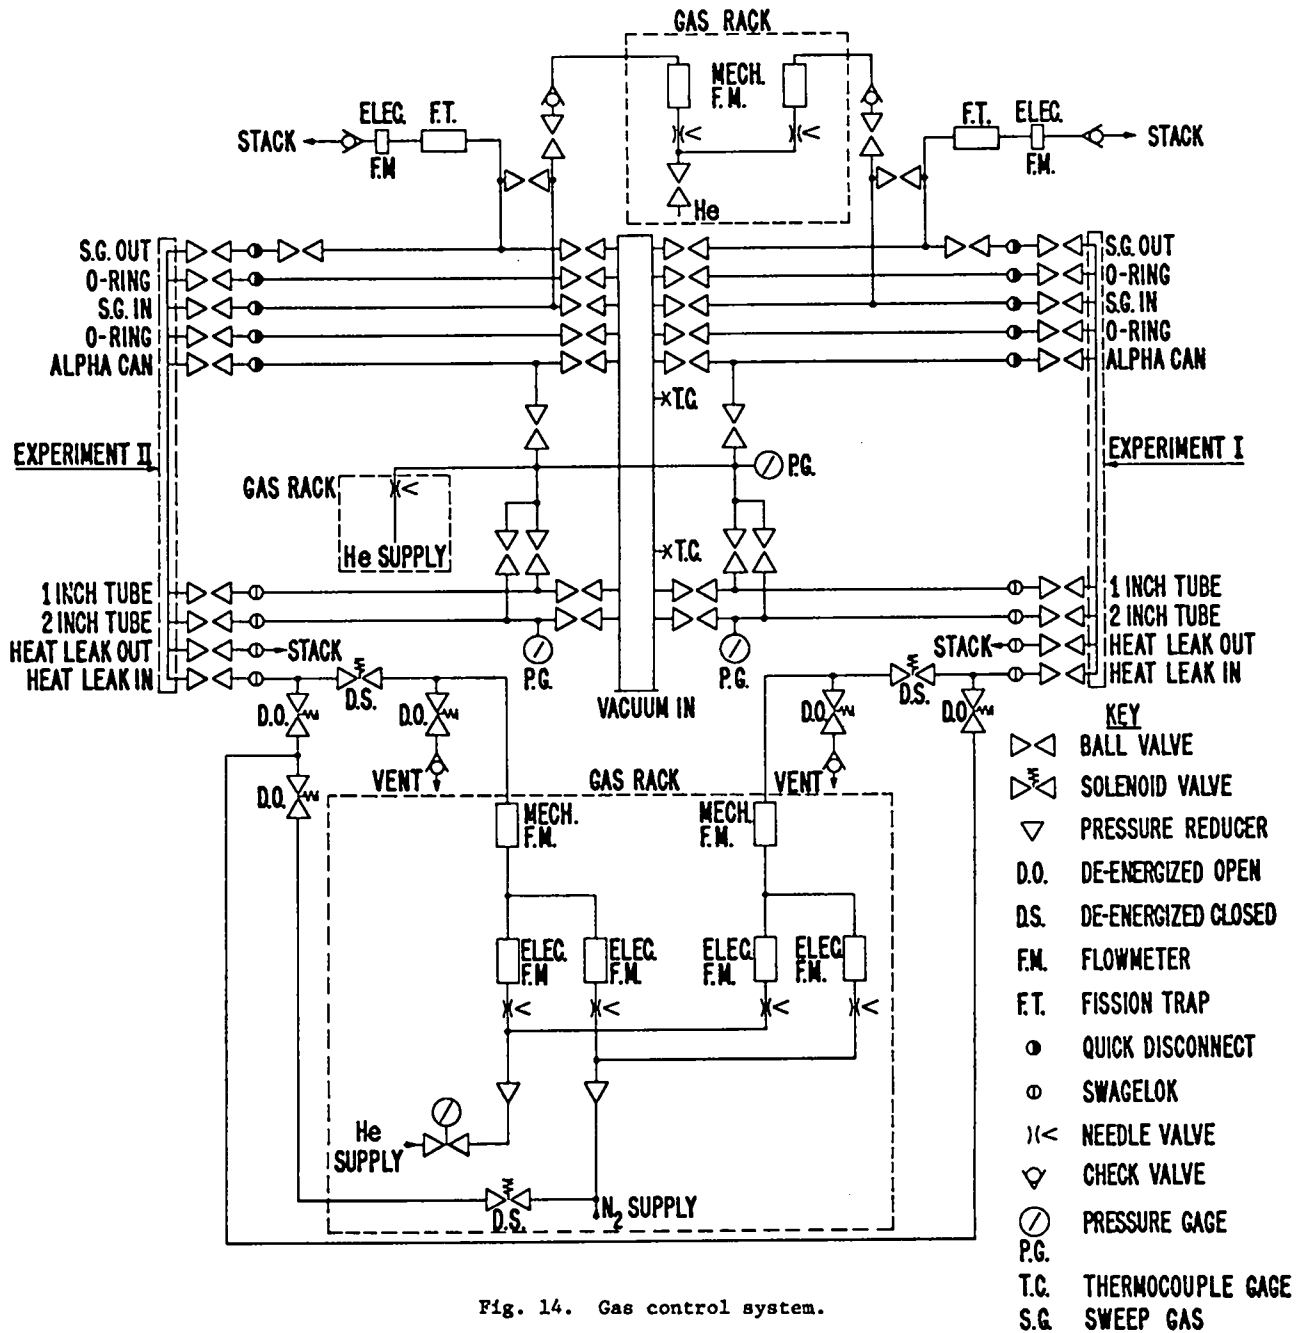 GAS RACK
MECH.
F.M.
He
ELEC.
F.M
F.T.
STACK
F.T.
ELEC.
F.M.
STACK
S.G. OUT
O-RING
S.G. IN
O-RING
ALPHA CAN
S.G. OUT
O-RING
S.G. IN
O-RING
ALPHA CAN
T.C.
EXPERIMENT II
EXPERIMENT I
P.G.
GAS RACK
He SUPPLY
T.C.
1 INCH TUBE
2 INCH TUBE
HEAT LEAK OUT
HEAT LEAK IN
STACK
P.G.
P.G.
1 INCH TUBE
2 INCH TUBE
HEAT LEAK OUT
HEAT LEAK IN
STACK
VACUUM IN
D.S.
D.O.
D.O.
D.O.
VENT
D.S.
D.O.
D.O.
VENT
GAS RACK
MECH.
F.M.
MECH.
F.M.
ELEC.
F.M
ELEC.
F.M.
ELEC.
F.M.
ELEC.
F.M.
He
SUPPLY
D.S.
N2 SUPPLY
KEY
BALL VALVE
SOLENOID VALVE
PRESSURE REDUCER
D.O. DE-ENERGIZED OPEN
D.S. DE-ENERGIZED CLOSED
F.M. FLOWMETER
F.T. FISSION TRAP
QUICK DISCONNECT
SWAGELOK
NEEDLE VALVE
CHECK VALVE
PRESSURE GAGE
P.G.
T.C. THERMOCOUPLE GAGE
S.G. SWEEP GAS
Fig. 14. Gas control system.